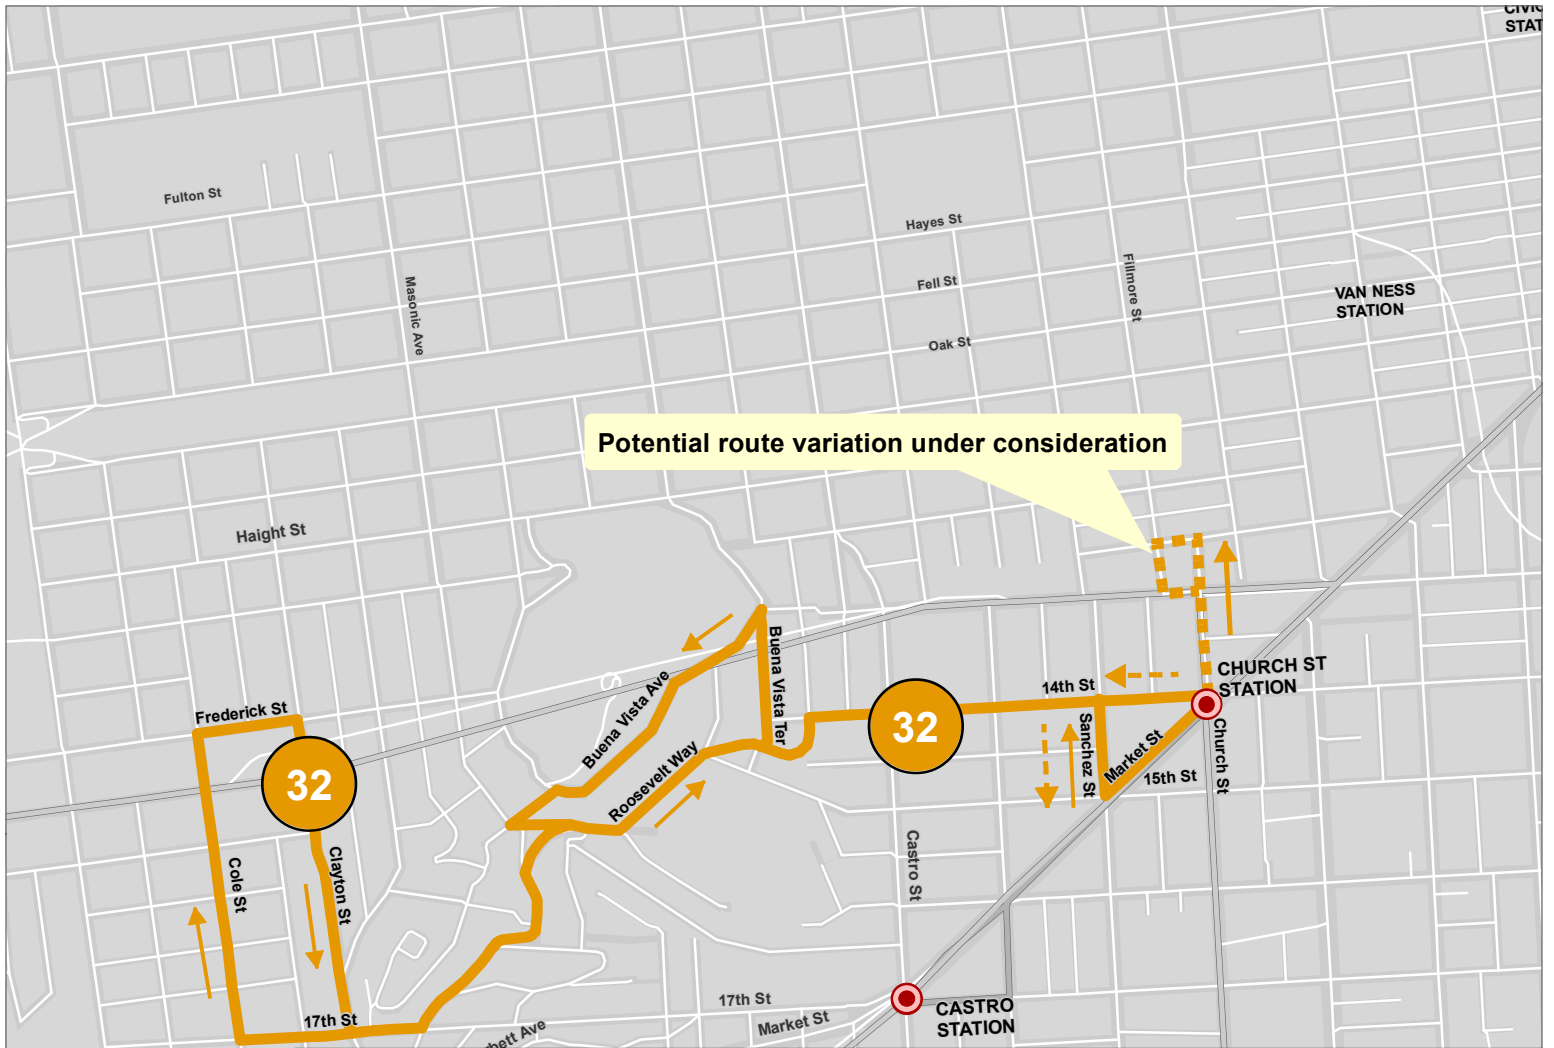 STAT
Fulton St
Hayes St
Masonic Ave
Fillmore St
Fell St
VAN NESS
STATION
Oak St
Potential route variation under consideration
Haight St
Buena Vista Ter
CHURCH ST
STATION
14th St
Buena Vista Ave
Frederick St
32
Sanchez St
Market St
Church St
Roosevelt Way
15th St
32
Castro St
Clayton St
Cole St
17th St
CASTRO
STATION
Market St
17th St
bett Ave